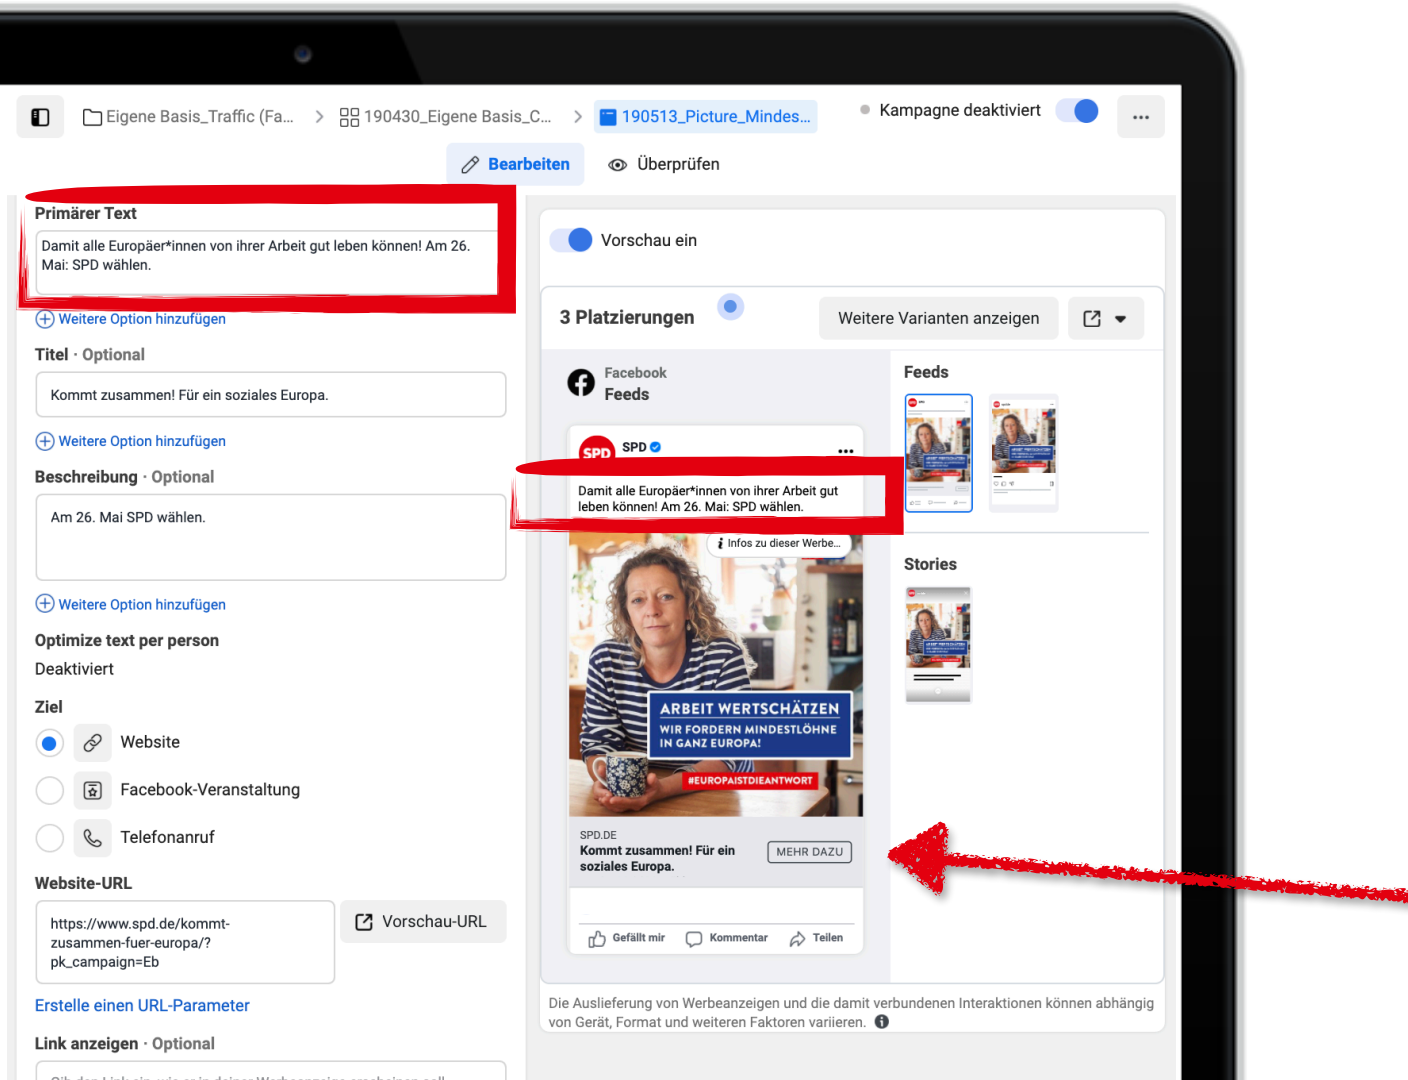 Eigene Basis_Traffic (Fa...
190430_Eigene Basis_C...
190513_Picture_Mindes...
Kampagne deaktiviert
Bearbeiten
Überprüfen
Primärer Text
Damit alle Europäer*innen von ihrer Arbeit gut leben können! Am 26.
Mai: SPD wählen.
Weitere Option hinzufügen
Titel · Optional
Kommt zusammen! Für ein soziales Europa.
Weitere Option hinzufügen
Beschreibung · Optional
Am 26. Mai SPD wählen.
Weitere Option hinzufügen
Optimize text per person
Deaktiviert
Ziel
Website
Facebook-Veranstaltung
Telefonanruf
Website-URL
https://www.spd.de/kommt-
zusammen-fuer-europa/?
pk_campaign=Eb
Vorschau-URL
Erstelle einen URL-Parameter
Link anzeigen · Optional
Vorschau ein
3 Platzierungen
Weitere Varianten anzeigen
Facebook
Feeds
SPD
SPD
Damit alle Europäer*innen von ihrer Arbeit gut
leben können! Am 26. Mai: SPD wählen.
Infos zu dieser Werbe...
ARBEIT WERTSCHÄTZEN
WIR FORDERN MINDESTLÖHNE
IN GANZ EUROPA!
#EUROPAISTDIEANTWORT
SPD.DE
Kommt zusammen! Für ein
soziales Europa.
MEHR DAZU
Gefällt mir
Kommentar
Teilen
Feeds
Stories
Die Auslieferung von Werbeanzeigen und die damit verbundenen Interaktionen können abhängig
von Gerät, Format und weiteren Faktoren variieren.